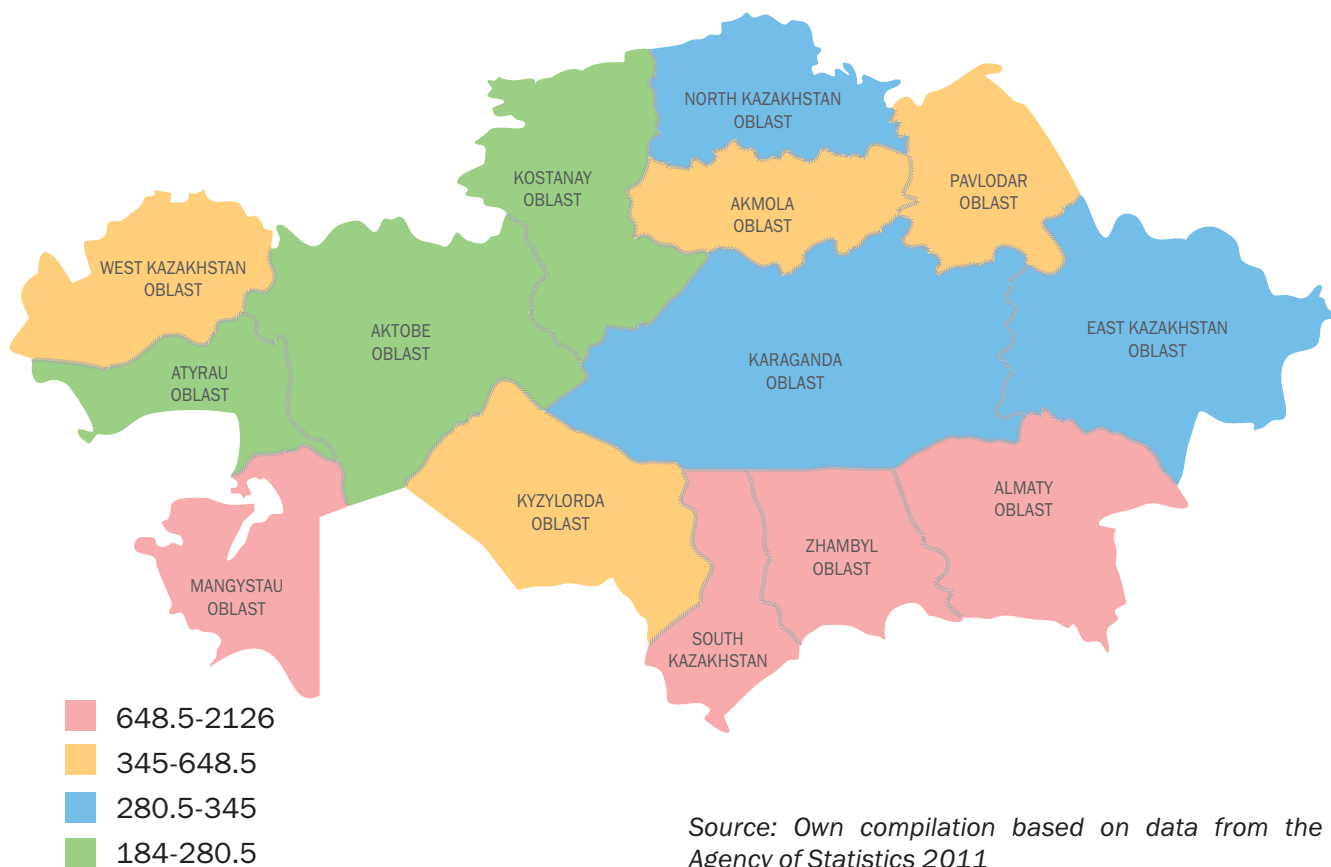 NORTH KAZAKHSTAN
OBLAST
KOSTANAY
OBLAST
AKMOLA
OBLAST
PAVLODAR
OBLAST
WEST KAZAKHSTAN
OBLAST
AKTOBE
OBLAST
EAST KAZAKHSTAN
OBLAST
ATYRAU
OBLAST
KARAGANDA
OBLAST
KYZYLORDA
OBLAST
ALMATY
OBLAST
ZHAMBYL
OBLAST
MANGYSTAU
OBLAST
SOUTH
KAZAKHSTAN
648.5-2126
345-648.5
280.5-345
184-280.5
Source: Own compilation based on data from the
Agency of Statistics 2011